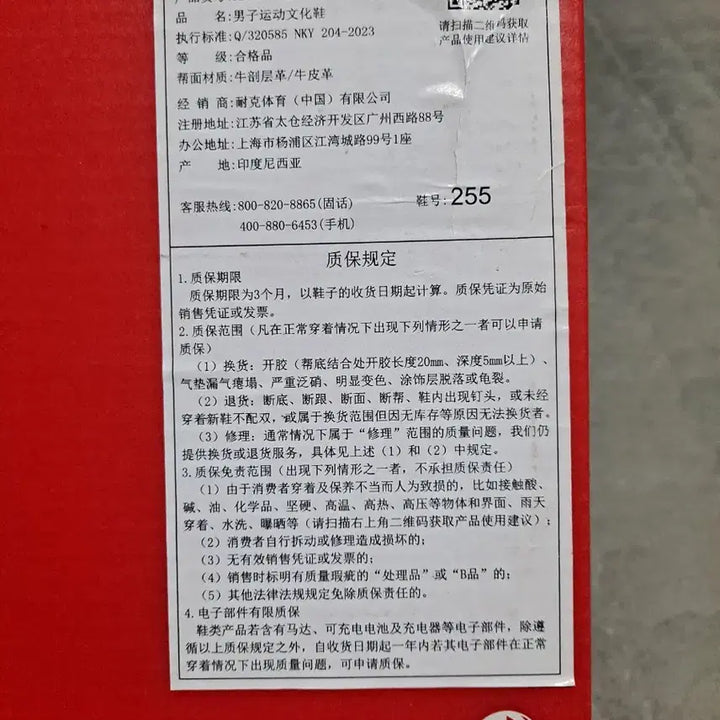 品 名:男子运动文化鞋
执行标准:Q/320585 NKY 204-2023
等 级:合格品
帮面材质:牛剖层革/牛皮革
经 销 商:耐克体育（中国）有限公司
注册地址:江苏省太仓经济开发区广州西路88号
办公地址:上海市杨浦区江湾城路99号1座
产 地:印度尼西亚
请扫描二维码获取
产品使用建议详情
客服热线:800-820-8865(固话)
400-880-6453(手机)
鞋号:255
质保规定
1.质保期限
质保期限为3个月，以鞋子的收货日期起计算。质保凭证为原始
销售凭证或发票。
2.质保范围（凡在正常穿着情况下出现下列情形之一者可以申请
质保）
（1）换货：开胶（帮底结合处开胶长度20mm、深度5mm以上）、
气垫漏气瘪塌、严重泛硝、明显变色、涂饰层脱落或龟裂。
（2）退货：断底、断跟、断面、断帮、鞋内出现钉头，或未经
穿着新鞋不配双，或属于换货范围但因无库存等原因无法换货者。
（3）修理：通常情况下属于“修理”范围的质量问题，我们仍
提供换货或退货服务，具体见上述（1）和（2）中规定。
3.质保免责范围（出现下列情形之一者，不承担质保责任）
（1）由于消费者穿着及保养不当而人为致损的，比如接触酸、
碱、油、化学品、坚硬、高温、高热、高压等物体和界面、雨天
穿着、水洗、曝晒等（请扫描右上角二维码获取产品使用建议）；
（2）消费者自行拆动或修理造成损坏的；
（3）无有效销售凭证或发票的；
（4）销售时标明有质量瑕疵的“处理品”或“B品”的；
（5）其他法律法规规定免除质保责任的。
4.电子部件有限质保
鞋类产品若含有马达、可充电电池及充电器等电子部件，除遵
循以上质保规定之外，自收货日期起一年内若其电子部件在正常
穿着情况下出现质量问题，可申请质保。